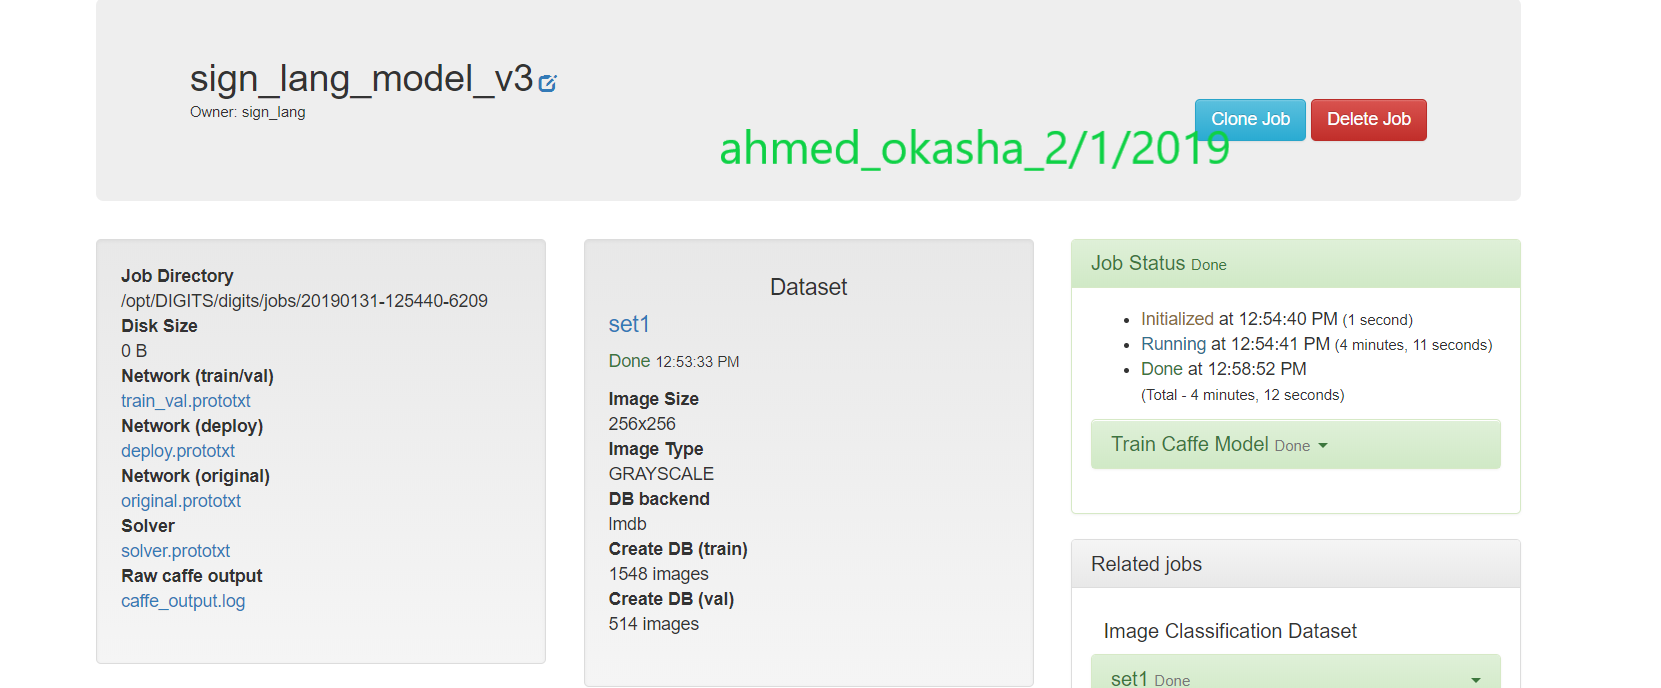 sign_lang_model_v3
Owner: sign_lang
Clone Job
Delete Job
ahmed_okasha_2/1/2019
Job Directory
/opt/DIGITS/digits/jobs/20190131-125440-6209
Disk Size
0 B
Network (train/val)
train_val.prototxt
Network (deploy)
deploy.prototxt
Network (original)
original.prototxt
Solver
solver.prototxt
Raw caffe output
caffe_output.log
Dataset
set1
Done 12:53:33 PM
Image Size
256x256
Image Type
GRAYSCALE
DB backend
lmdb
Create DB (train)
1548 images
Create DB (val)
514 images
Job Status Done
Initialized at 12:54:40 PM (1 second)
Running at 12:54:41 PM (4 minutes, 11 seconds)
Done at 12:58:52 PM
(Total - 4 minutes, 12 seconds)
Train Caffe Model Done
Related jobs
Image Classification Dataset
set1 Done